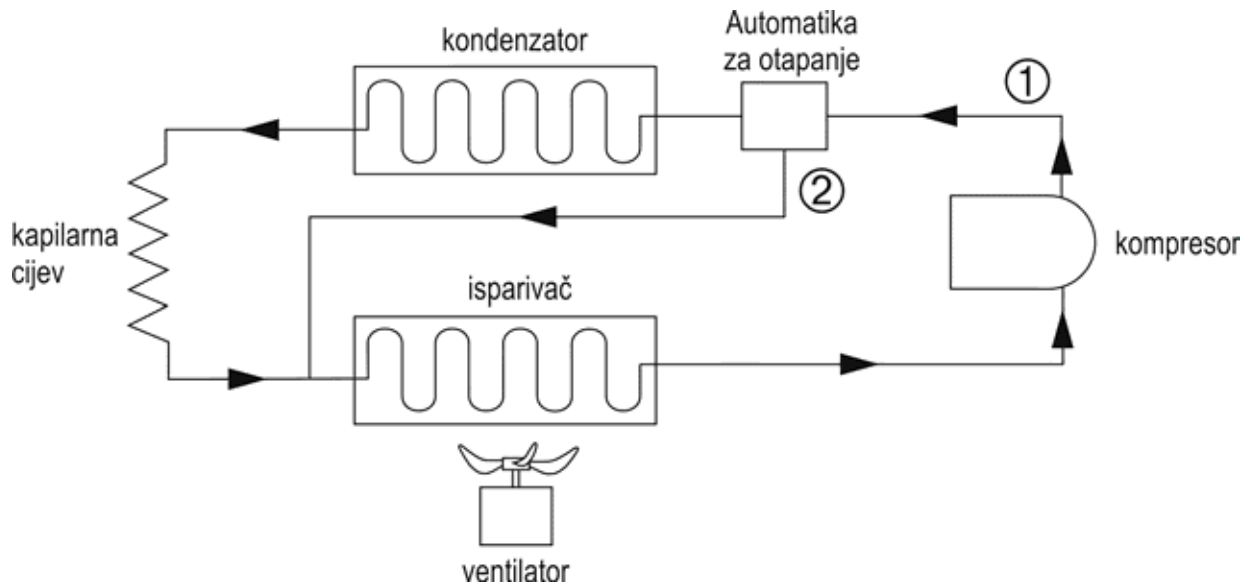 Automatika
za otapanje
kondenzator
①
②
kapilarna
cijev
kompresor
isparivač
ventilator